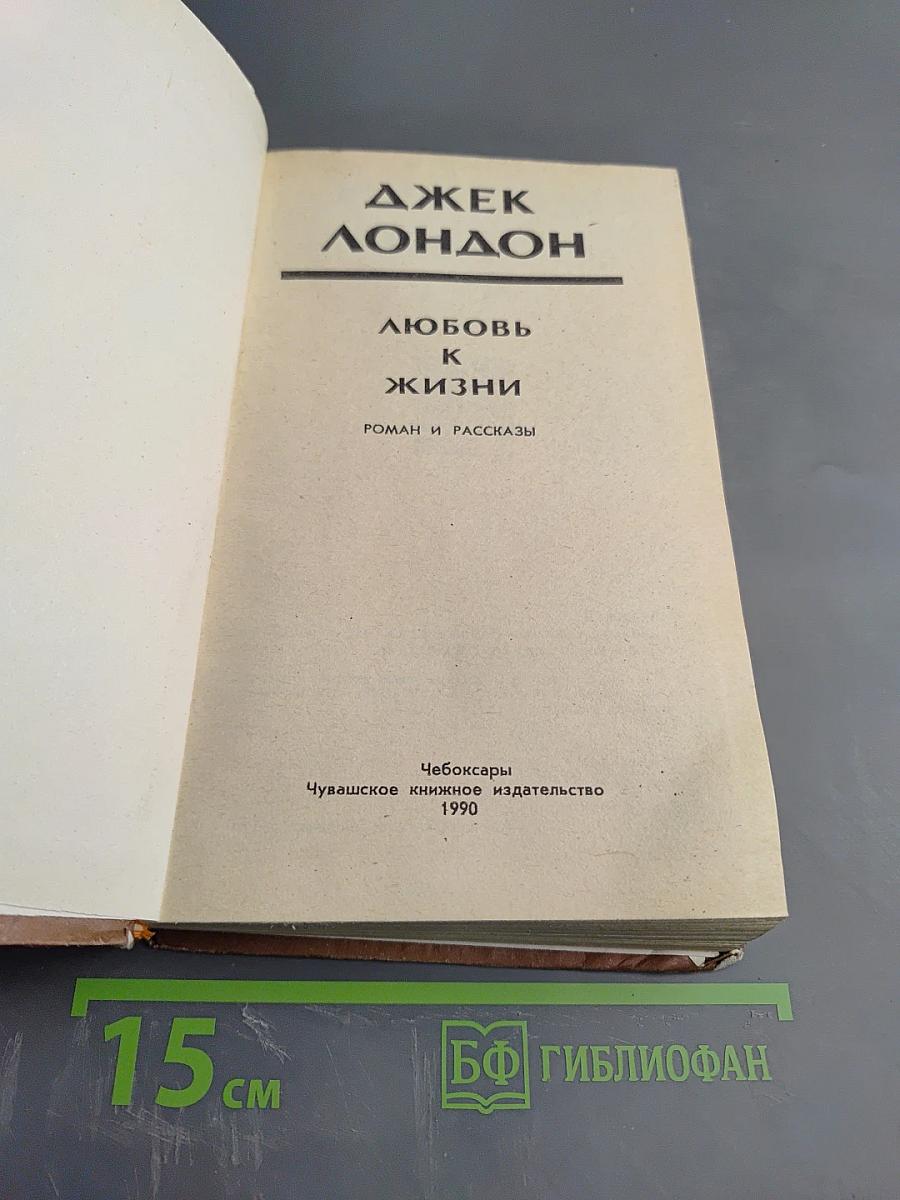 ДЖЕК
ЛОНДОН
ЛЮБОВЬ
К
ЖИЗНИ
РОМАН И РАССКАЗЫ
Чебоксары
Чувашское книжное издательство
1990
15 см
БФ ГИБЛИОФАН